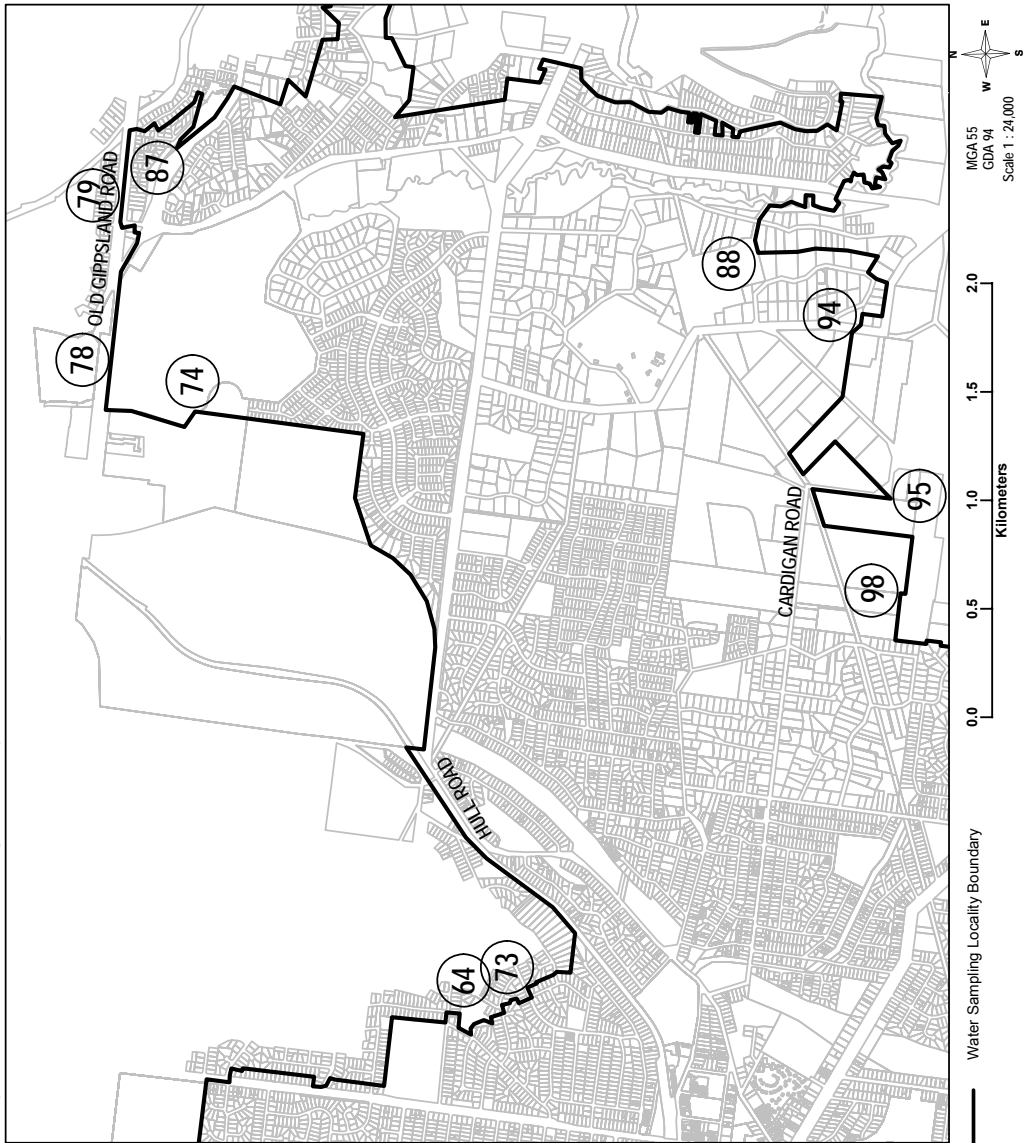 79
OLD GIPPSLAND ROAD
87
78
74
88
94
CARDIGAN ROAD
95
98
HULL ROAD
64
73
N
E
W
S
MGA 55
GDA 94
Scale 1 : 24,000
0.0 0.5 1.0 1.5 2.0
Kilometers
Water Sampling Locality Boundary